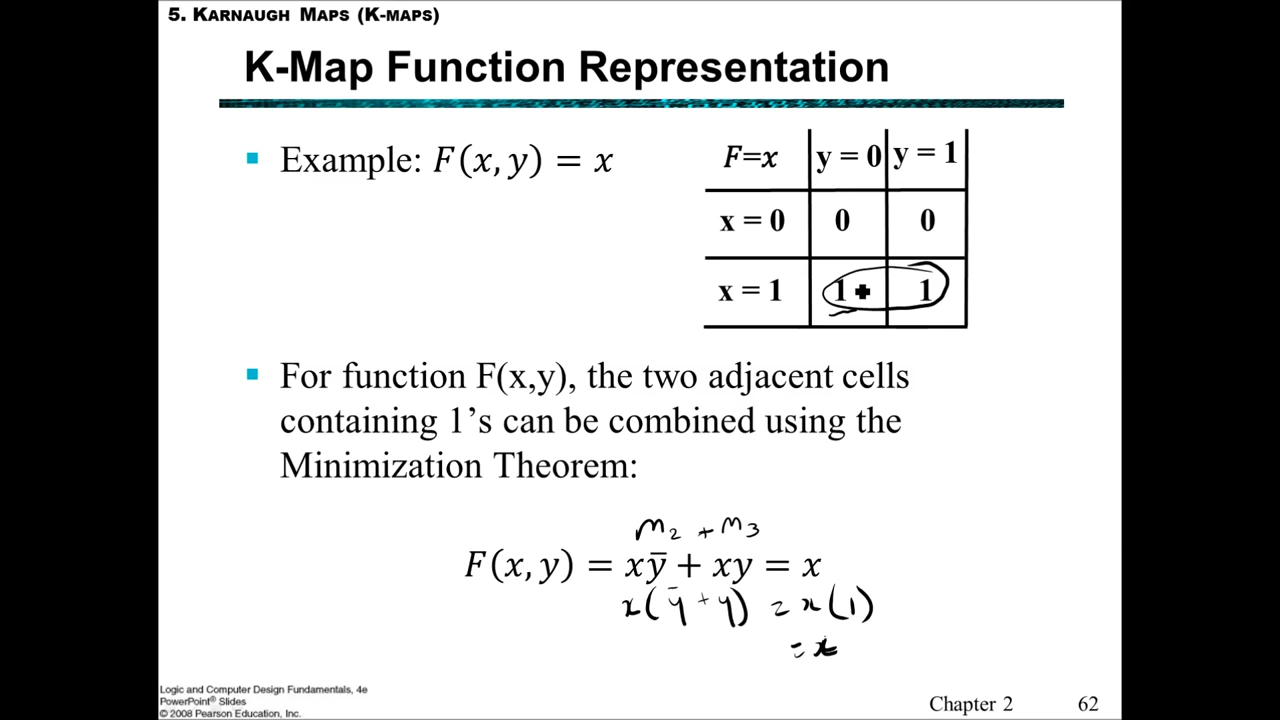 5. KARNAUGH MAPS (K-MAPS)
K-Map Function Representation
Example: F(x, y) = x
F=x y = 0 y = 1
x = 0 0 0
x = 1 1 1
For function F(x,y), the two adjacent cells
containing 1’s can be combined using the
Minimization Theorem:
m₂ + m₃
F(x, y) = xȳ + xy = x
x(ȳ + y) = x(1)
= x
Logic and Computer Design Fundamentals, 4e
PowerPoint® Slides
© 2008 Pearson Education, Inc.
Chapter 2 62